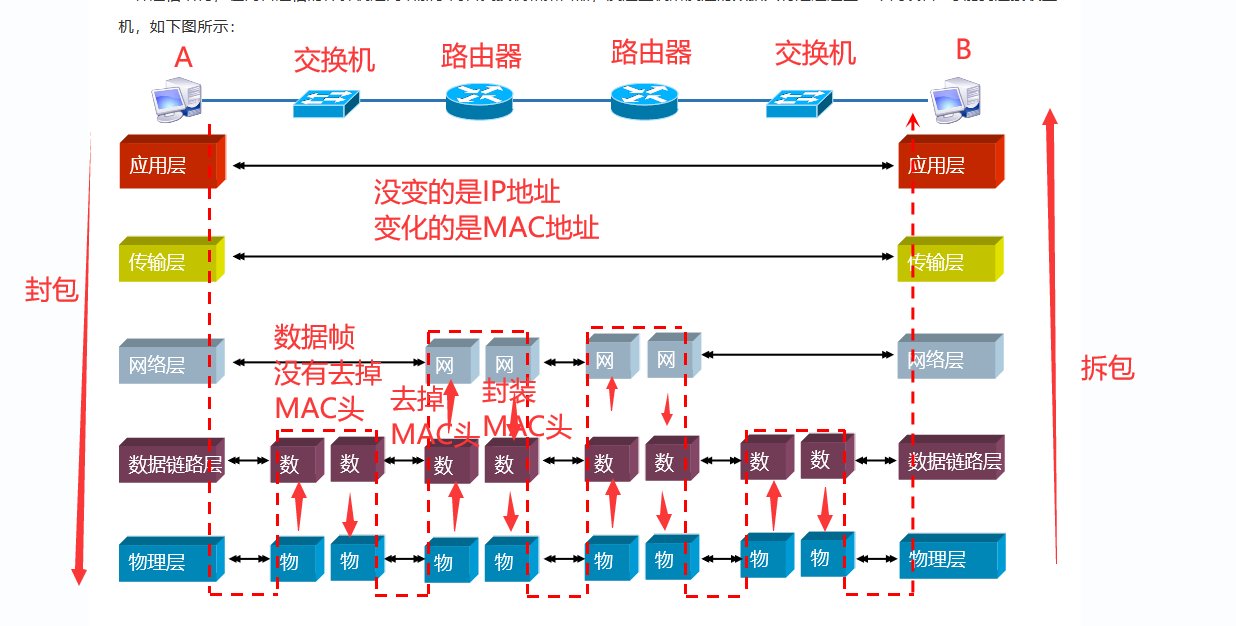 机，如下图所示：
A
交换机
路由器
路由器
交换机
B
应用层
应用层
没变的是IP地址
变化的是MAC地址
传输层
传输层
封包
拆包
数据帧
没有去掉
MAC头
去掉
MAC头
封装
MAC头
网络层
网
网
网
网
网络层
数据链路层
数
数
数
数
数
数
数
数
数据链路层
物理层
物
物
物
物
物
物
物
物
物理层